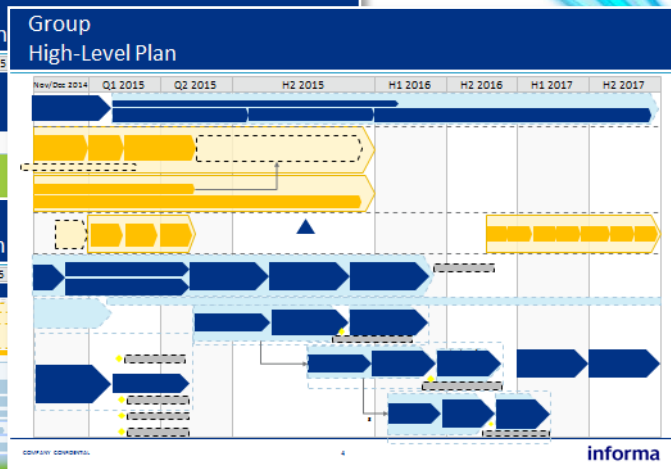 Group
High-Level Plan
Nov/Dec 2014 Q1 2015 Q2 2015 H2 2015 H1 2016 H2 2016 H1 2017 H2 2017
COMPANY CONFIDENTIAL 4 informa